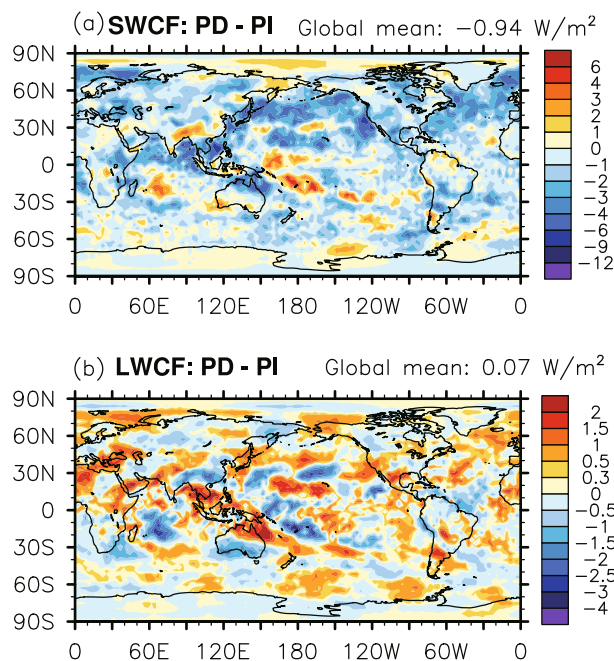 (a) SWCF: PD - PI Global mean: −0.94 W/m²
90N
60N
30N
0
30S
60S
90S
0 60E 120E 180 120W 60W 0
6
4
3
2
1
0
−1
−2
−3
−4
−6
−9
−12
(b) LWCF: PD - PI Global mean: 0.07 W/m²
90N
60N
30N
0
30S
60S
90S
0 60E 120E 180 120W 60W 0
2
1.5
1
0.5
0.3
0
−0.5
−1
−1.5
−2
−2.5
−3
−4